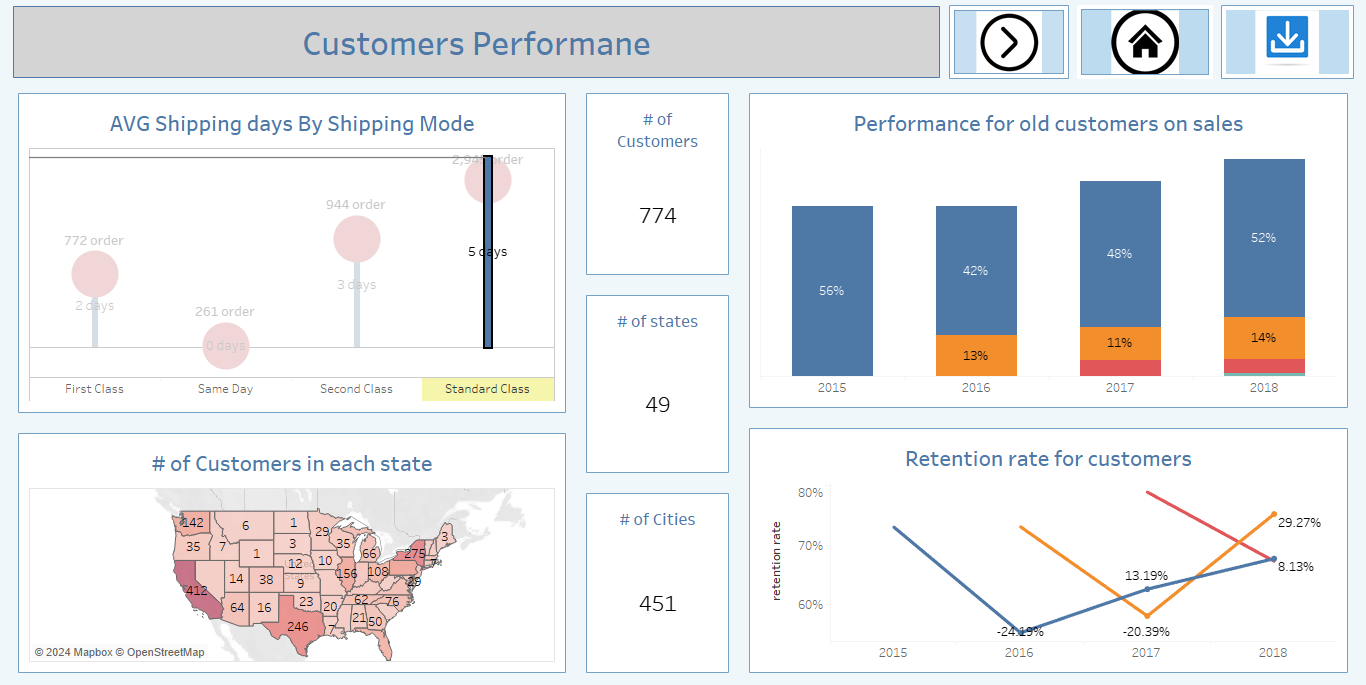 Customers Performane
AVG Shipping days By Shipping Mode
772 order
2 days
261 order
0 days
944 order
3 days
2,945 order
5 days
First Class
Same Day
Second Class
Standard Class
# of
Customers
774
# of states
49
# of Cities
451
Performance for old customers on sales
56%
42%
13%
48%
11%
52%
14%
2015
2016
2017
2018
# of Customers in each state
142
6
1
29
3
35
7
1
3
35
66
275
12
10
14
38
9
156
108
7
29
412
64
16
23
20
62
76
246
7
21
50
© 2024 Mapbox © OpenStreetMap
Retention rate for customers
retention rate
80%
70%
60%
-24.19%
13.19%
-20.39%
29.27%
8.13%
2015
2016
2017
2018